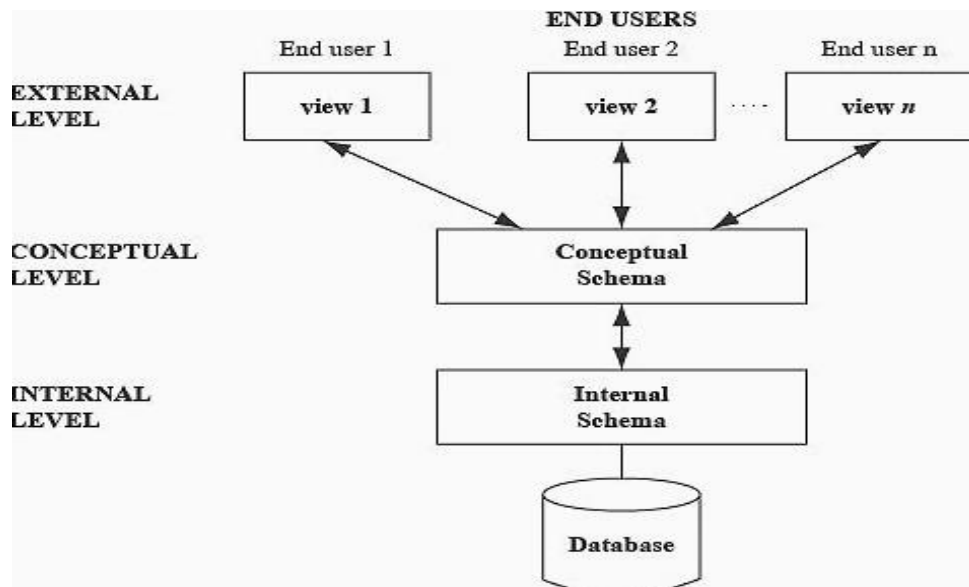 END USERS
End user 1
End user 2
End user n
EXTERNAL
LEVEL
view 1
view 2
.....
view n
CONCEPTUAL
LEVEL
Conceptual
Schema
INTERNAL
LEVEL
Internal
Schema
Database